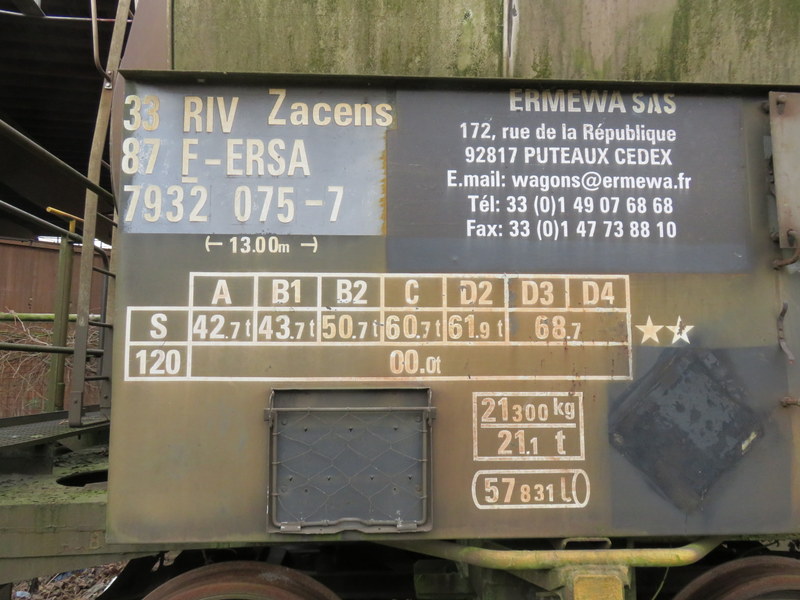 33 RIV Zacens
87 F-ERSA
7932 075-7
(← 13.00m →)
ERMEWA SAS
172, rue de la République
92817 PUTEAUX CEDEX
E.mail: wagons@ermewa.fr
Tél: 33 (0)1 49 07 68 68
Fax: 33 (0)1 47 73 88 10
A B1 B2 C D2 D3 D4
S 42.7t 43.7t 50.7t 60.7t 61.9t 68.7 ★★
120 00.0t
21300 kg
21.1 t
57831 l